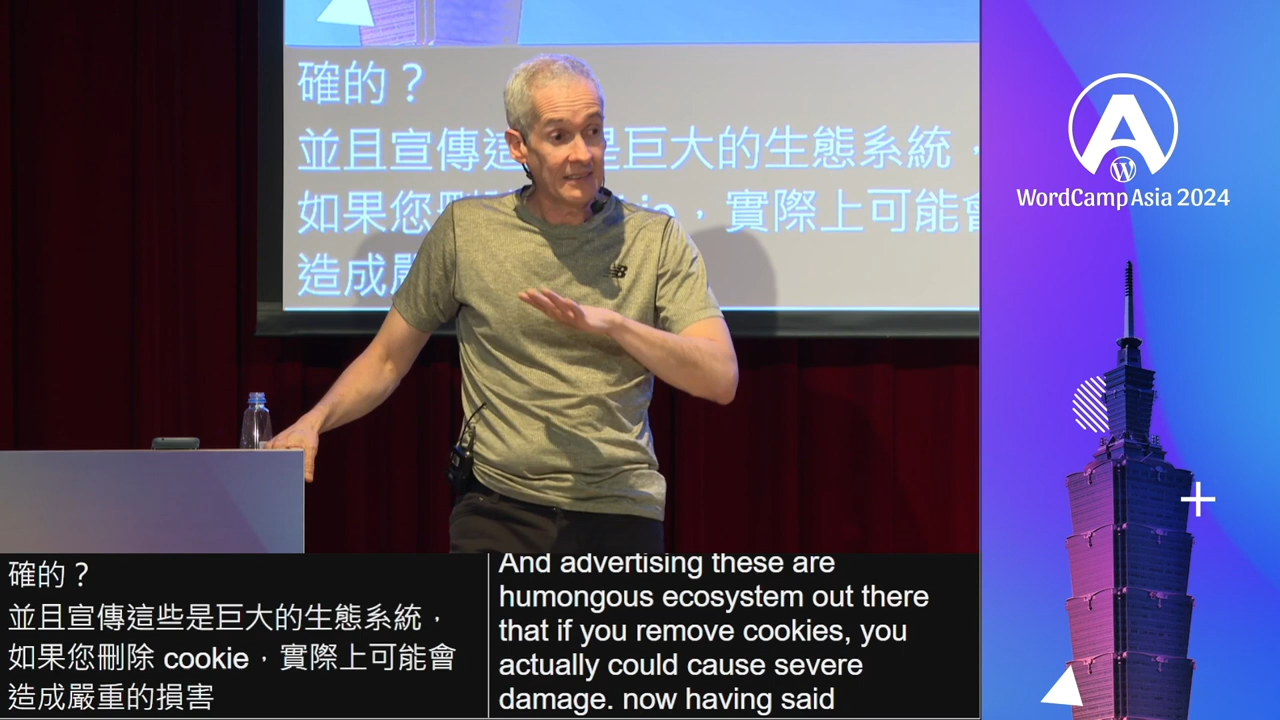 確的？
並且宣傳這是巨大的生態系統，
如果您刪，實際上可能會
造成嚴
WordCamp Asia 2024
確的？
並且宣傳這些是巨大的生態系統，
如果您刪除 cookie，實際上可能會
造成嚴重的損害
And advertising these are
humongous ecosystem out there
that if you remove cookies, you
actually could cause severe
damage. now having said